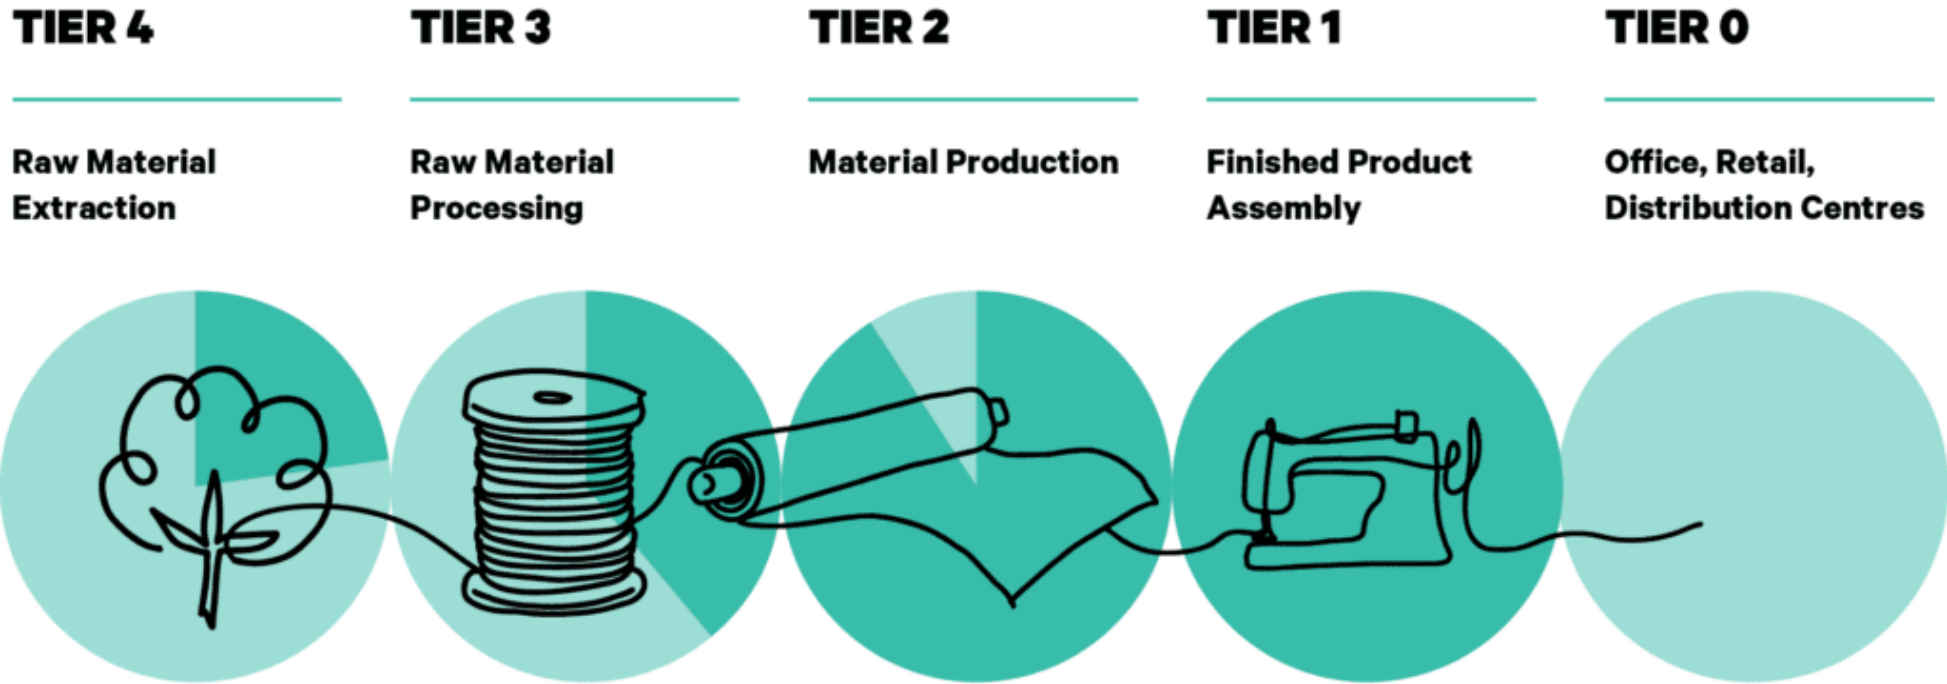 TIER 4
Raw Material
Extraction
TIER 3
Raw Material
Processing
TIER 2
Material Production
TIER 1
Finished Product
Assembly
TIER 0
Office, Retail,
Distribution Centres